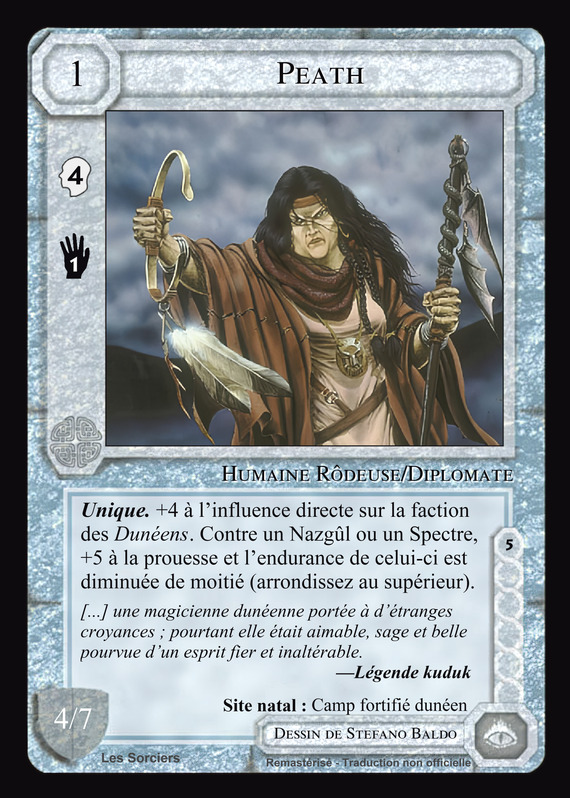 1
PEATH
4
1
HUMAINE RÔDEUSE/DIPLOMATE
Unique. +4 à l’influence directe sur la faction
des Dunéens. Contre un Nazgûl ou un Spectre,
+5 à la prouesse et l’endurance de celui-ci est
diminuée de moitié (arrondissez au supérieur).
5
[...] une magicienne dunéenne portée à d’étranges
croyances ; pourtant elle était aimable, sage et belle
pourvue d’un esprit fier et inaltérable.
—Légende kuduk
Site natal : Camp fortifié dunéen
4/7
DESSIN DE STEFANO BALDO
Les Sorciers
Remastérisé - Traduction non officielle